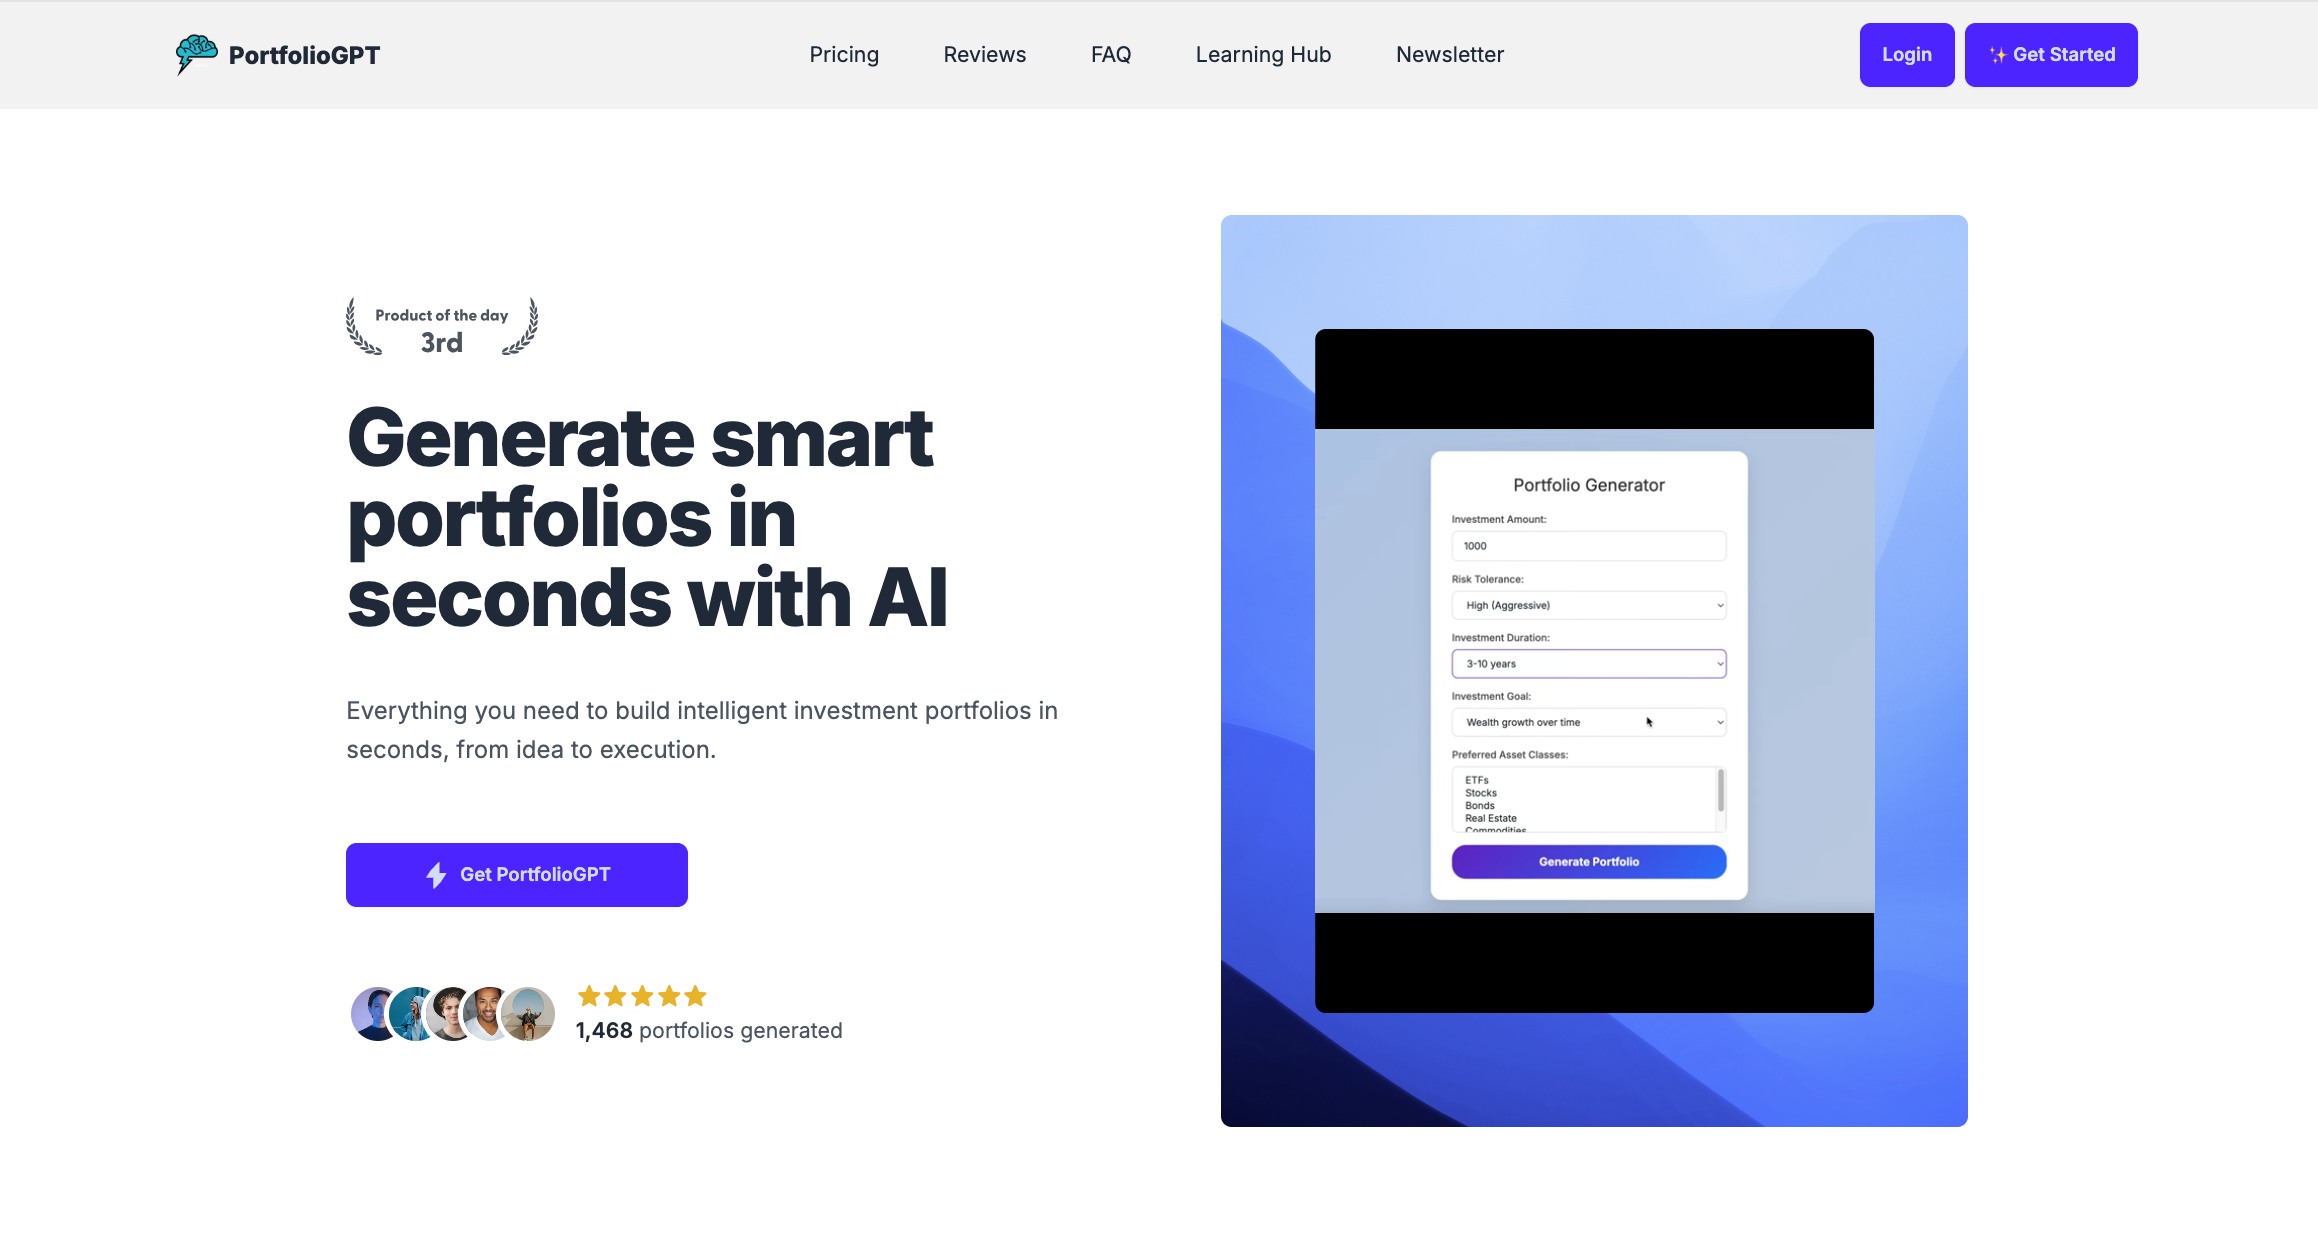 PortfolioGPT
Pricing
Reviews
FAQ
Learning Hub
Newsletter
Login
✨ Get Started
Product of the day
3rd
Generate smart
portfolios in
seconds with AI
Everything you need to build intelligent investment portfolios in
seconds, from idea to execution.
Get PortfolioGPT
1,468 portfolios generated
Portfolio Generator
Investment Amount:
1000
Risk Tolerance:
High (Aggressive)
Investment Duration:
3-10 years
Investment Goal:
Wealth growth over time
Preferred Asset Classes:
ETFs
Stocks
Bonds
Real Estate
Commodities
Generate Portfolio